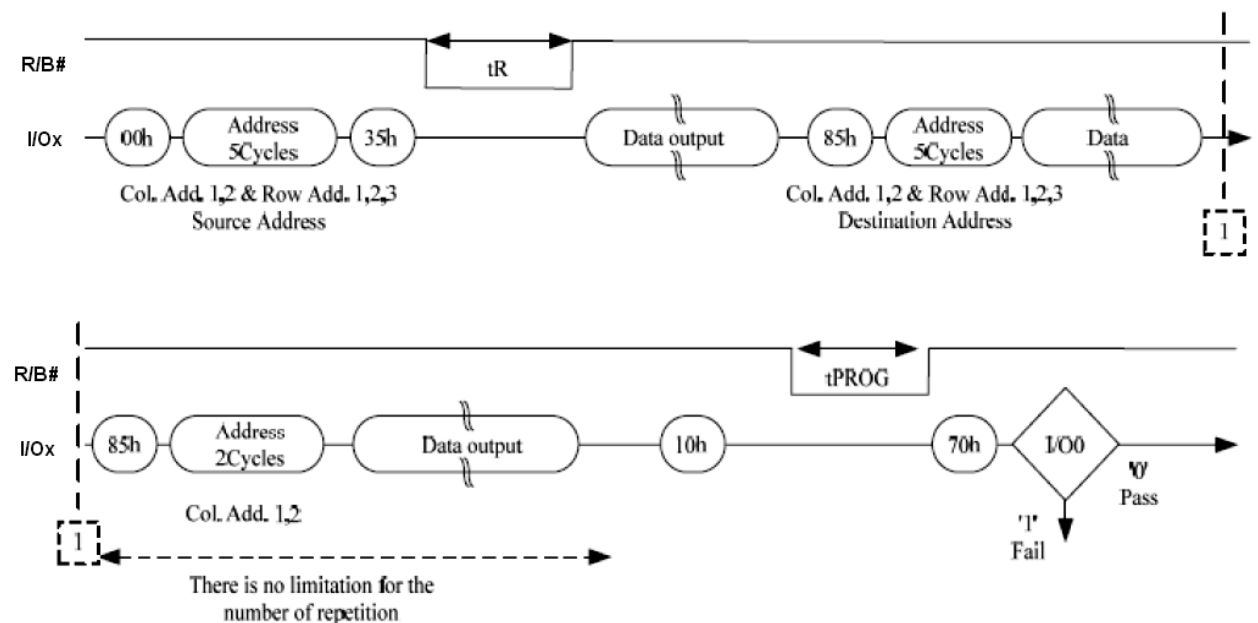 R/B#
tR
I/Ox
00h
Address
5Cycles
35h
Data output
85h
Address
5Cycles
Data
Col. Add. 1,2 & Row Add. 1,2,3
Source Address
Col. Add. 1,2 & Row Add. 1,2,3
Destination Address
1
R/B#
tPROG
I/Ox
85h
Address
2Cycles
Data output
10h
70h
I/O0
'0'
Pass
Col. Add. 1,2
'1'
Fail
1
There is no limitation for the
number of repetition